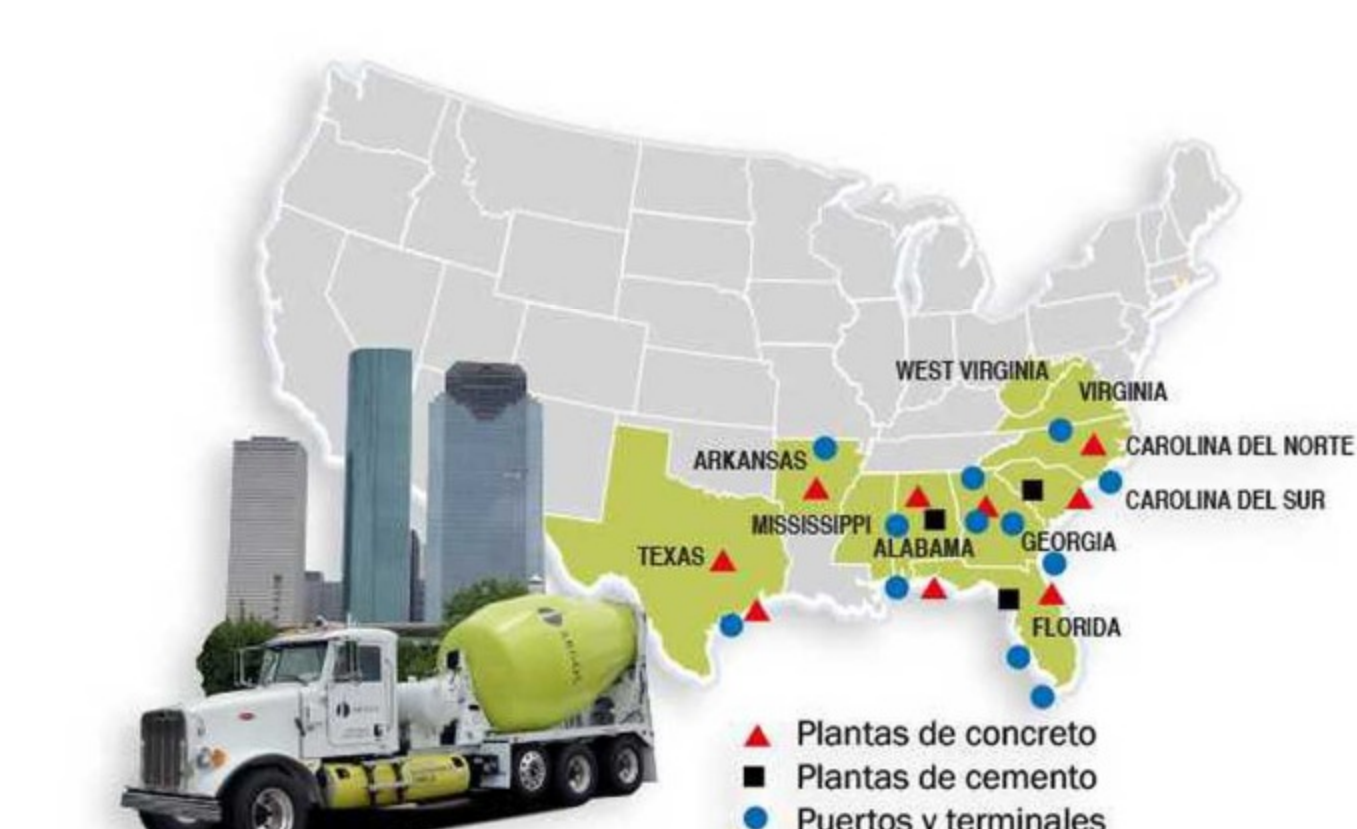 WEST VIRGINIA
VIRGINIA
ARKANSAS
CAROLINA DEL NORTE
CAROLINA DEL SUR
MISSISSIPPI
ALABAMA
GEORGIA
TEXAS
FLORIDA
ARGOS
Plantas de concreto
Plantas de cemento
Puertos y terminales